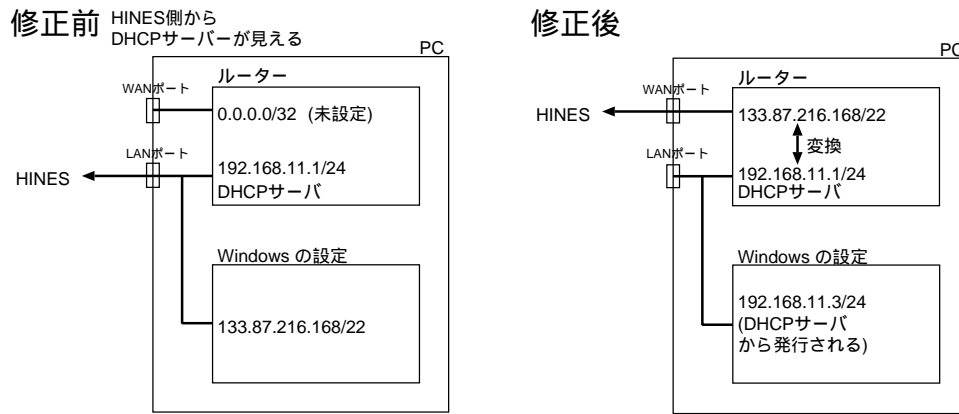 修正前
HINES側から
DHCPサーバーが見える
PC
ルーター
WANポート
0.0.0.0/32 (未設定)
LANポート
192.168.11.1/24
DHCPサーバ
HINES
Windows の設定
133.87.216.168/22
修正後
PC
ルーター
WANポート
HINES
133.87.216.168/22
変換
LANポート
192.168.11.1/24
DHCPサーバ
Windows の設定
192.168.11.3/24
(DHCPサーバ
から発行される)